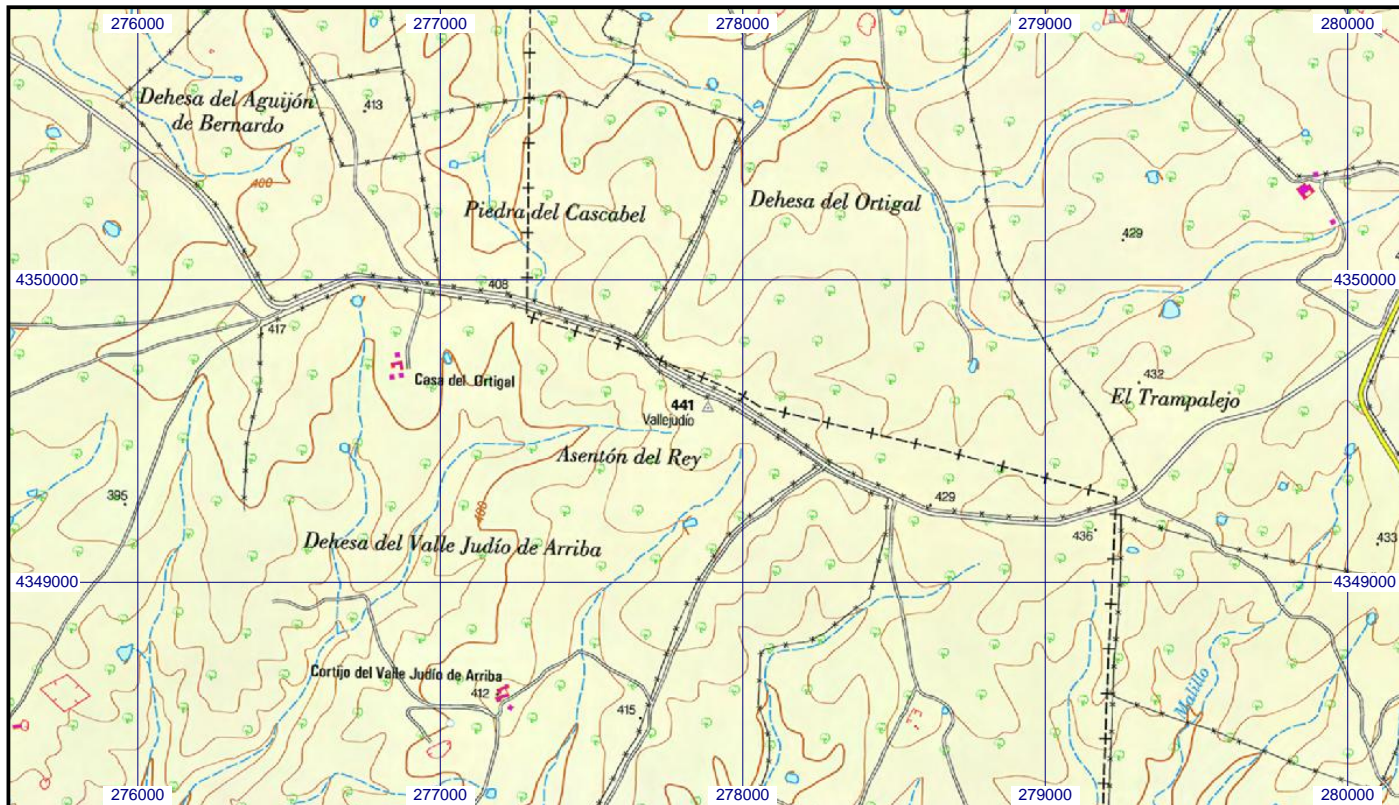 276000
277000
278000
279000
280000
Dehesa del Aguijón
de Bernardo
413
400
Piedra del Cascabel
Dehesa del Ortigal
429
4350000
4350000
408
417
Casa del Ortigal
432
El Trampalejo
441
Vallejudío
Asentón del Rey
395
400
429
436
433
Dehesa del Valle Judío de Arriba
4349000
4349000
Cortijo del Valle Judío de Arriba
412
415
Malillo
276000
277000
278000
279000
280000